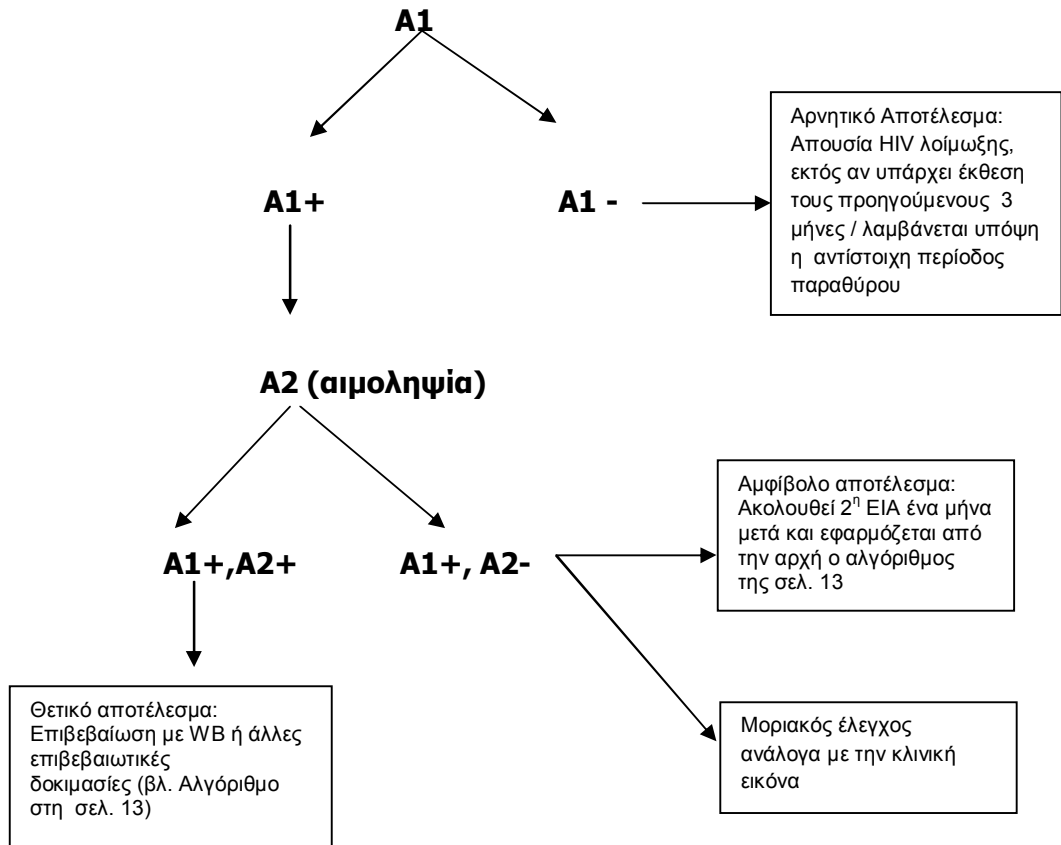 A1
A1+
A1 -
Αρνητικό Αποτέλεσμα:
Απουσία HIV λοίμωξης,
εκτός αν υπάρχει έκθεση
τους προηγούμενους 3
μήνες / λαμβάνεται υπόψη
η αντίστοιχη περίοδος
παραθύρου
A2 (αιμοληψία)
A1+,A2+
A1+, A2-
Αμφίβολο αποτέλεσμα:
Ακολουθεί 2η ΕΙΑ ένα μήνα
μετά και εφαρμόζεται από
την αρχή ο αλγόριθμος
της σελ. 13
Θετικό αποτέλεσμα:
Επιβεβαίωση με WB ή άλλες
επιβεβαιωτικές
δοκιμασίες (βλ. Αλγόριθμο
στη σελ. 13)
Μοριακός έλεγχος
ανάλογα με την κλινική
εικόνα